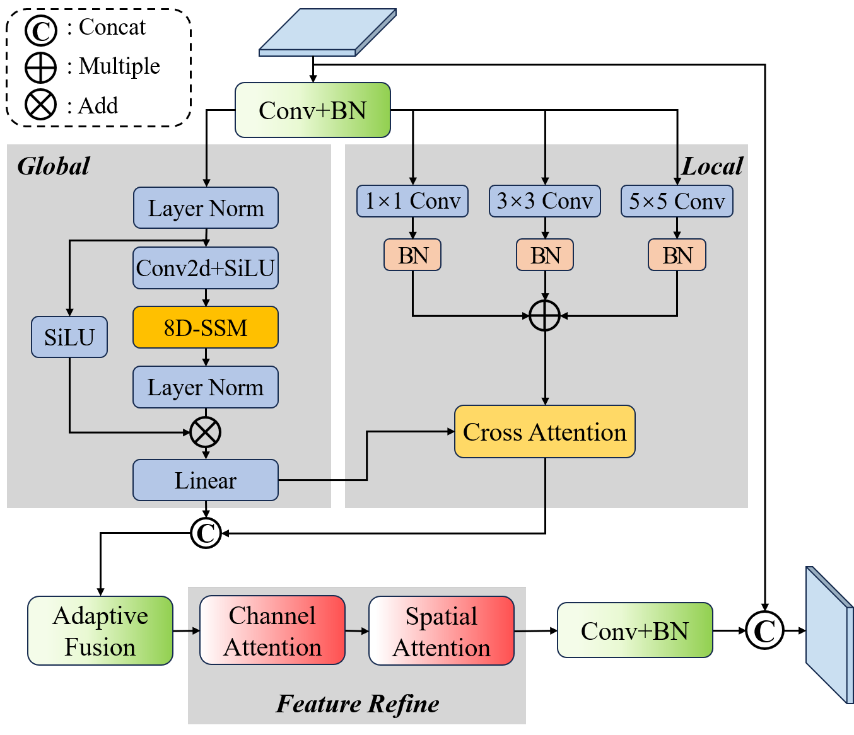 C : Concat
: Multiple
: Add
Conv+BN
Global
Local
Layer Norm
1×1 Conv
3×3 Conv
5×5 Conv
Conv2d+SiLU
BN
BN
BN
SiLU
8D-SSM
Layer Norm
Cross Attention
Linear
C
Adaptive
Fusion
Channel
Attention
Spatial
Attention
Conv+BN
C
Feature Refine